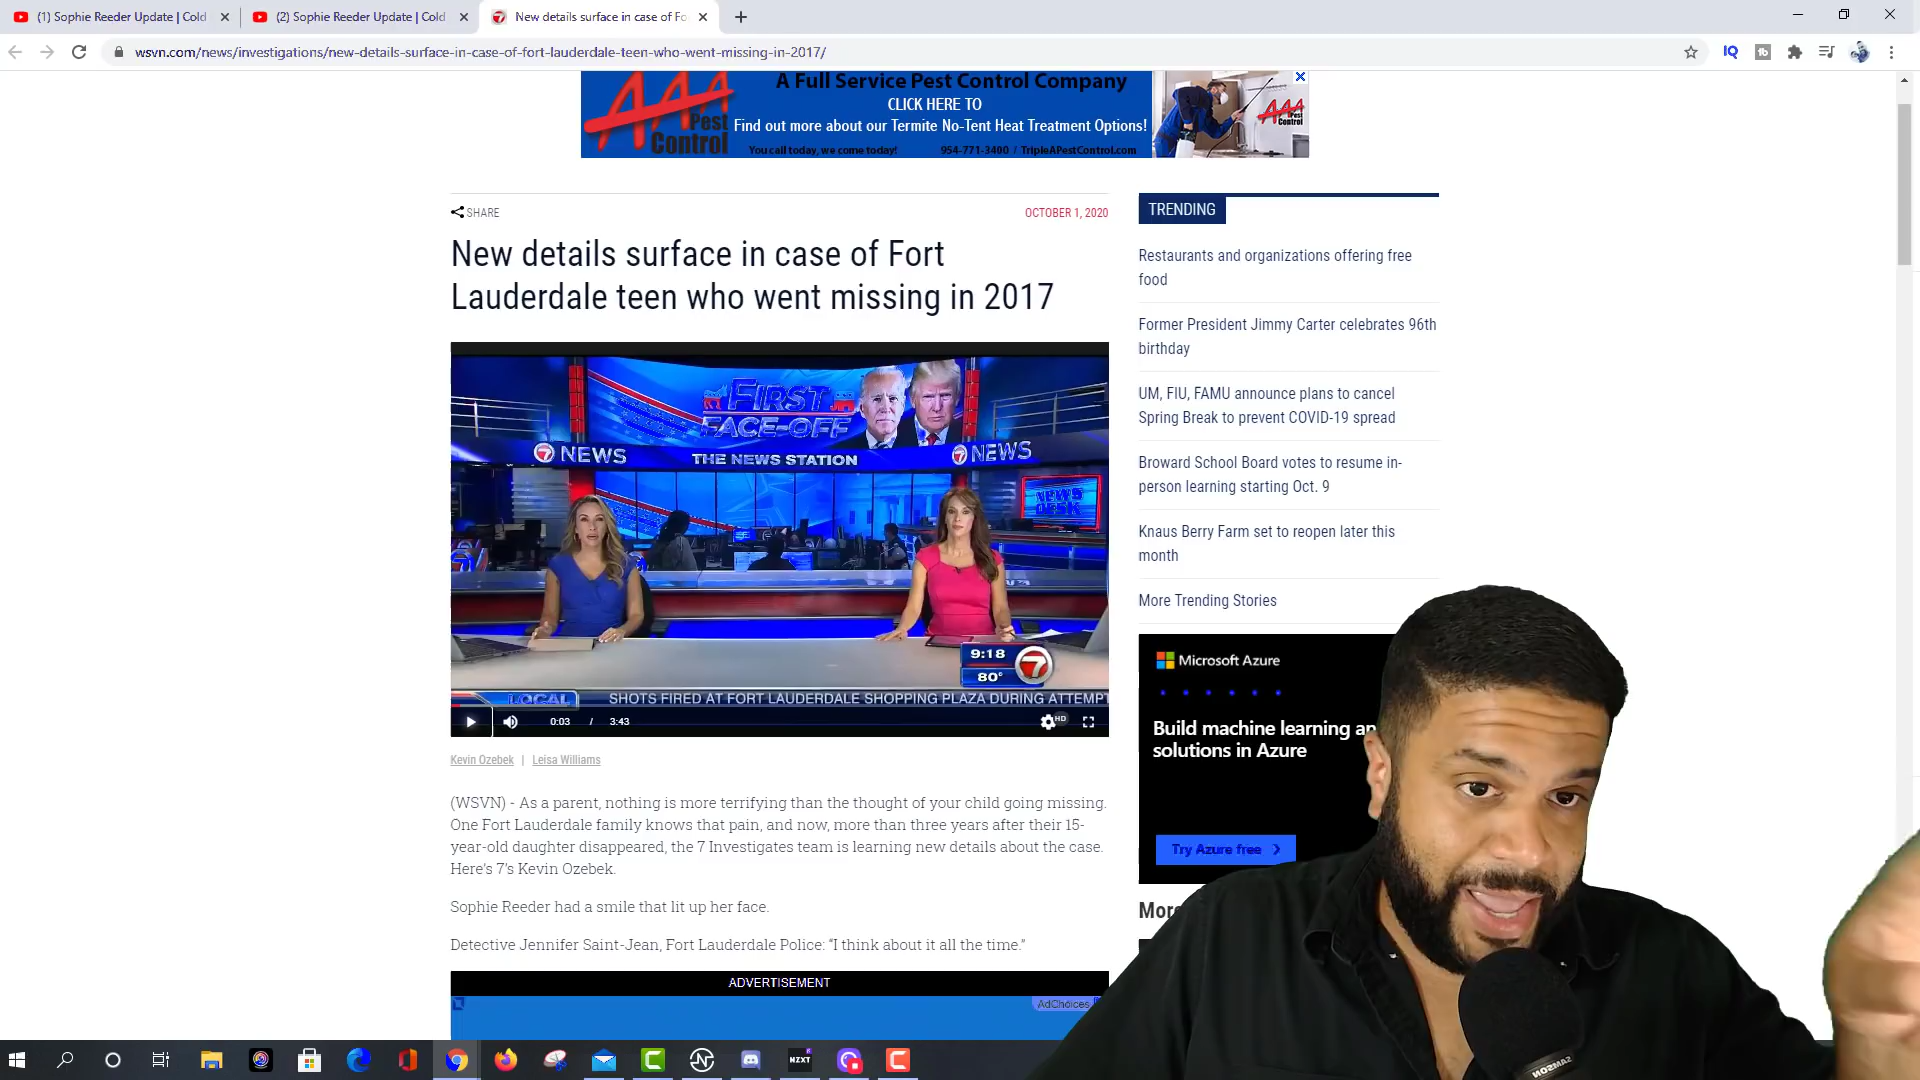 (1) Sophie Reeder Update | Cold
(2) Sophie Reeder Update | Cold
New details surface in case of Fo
wsvn.com/news/investigations/new-details-surface-in-case-of-fort-lauderdale-teen-who-went-missing-in-2017/
AAA
Pest
Control
A Full Service Pest Control Company
CLICK HERE TO
Find out more about our Termite No-Tent Heat Treatment Options!
You call today, we come today!
954-771-3400 / TripleAPestControl.com
SHARE
OCTOBER 1, 2020
New details surface in case of Fort
Lauderdale teen who went missing in 2017
FIRST
FACE-OFF
7 NEWS
THE NEWS STATION
7 NEWS
NEWS
DESK
9:18
80°
7
LOCAL
SHOTS FIRED AT FORT LAUDERDALE SHOPPING PLAZA DURING ATTEMPT
0:03 / 3:43
HD
Kevin Ozebek | Leisa Williams
(WSVN) - As a parent, nothing is more terrifying than the thought of your child going missing.
One Fort Lauderdale family knows that pain, and now, more than three years after their 15-
year-old daughter disappeared, the 7 Investigates team is learning new details about the case.
Here's 7's Kevin Ozebek.
Sophie Reeder had a smile that lit up her face.
Detective Jennifer Saint-Jean, Fort Lauderdale Police: “I think about it all the time.”
ADVERTISEMENT
AdChoices
TRENDING
Restaurants and organizations offering free
food
Former President Jimmy Carter celebrates 96th
birthday
UM, FIU, FAMU announce plans to cancel
Spring Break to prevent COVID-19 spread
Broward School Board votes to resume in-
person learning starting Oct. 9
Knaus Berry Farm set to reopen later this
month
More Trending Stories
Microsoft Azure
Build machine learning an
solutions in Azure
Try Azure free
More
SAMSON
NZXT